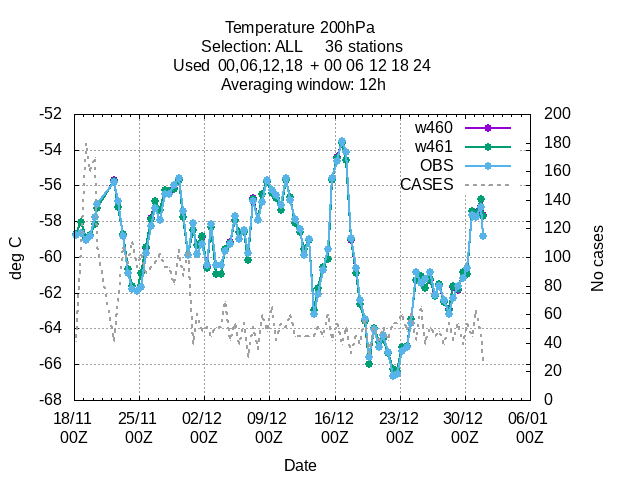 Temperature 200hPa
Selection: ALL 36 stations
Used 00,06,12,18 + 00 06 12 18 24
Averaging window: 12h
-52
-54
-56
-58
-60
-62
-64
-66
-68
deg C
200
180
160
140
120
100
80
60
40
20
0
No cases
w460
w461
OBS
CASES
18/11 25/11 02/12 09/12 16/12 23/12 30/12 06/01
00Z 00Z 00Z 00Z 00Z 00Z 00Z 00Z
Date